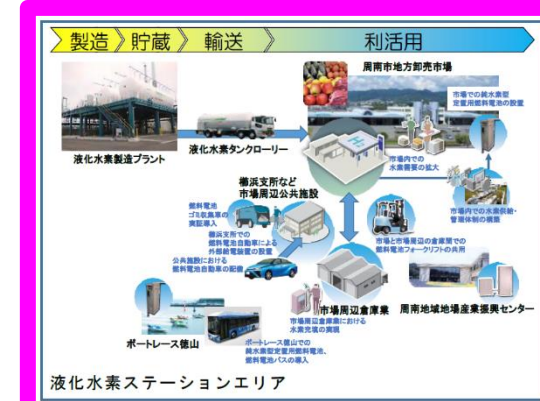 製造
貯蔵
輸送
利活用
周南市地方卸売市場
市場での純水素型
定置用燃料電池の設置
液化水素製造プラント
液化水素タンクローリー
市場内での
水素需要の拡大
櫛浜支所など
市場周辺公共施設
燃料電池
ゴミ収集車の
実証導入
市場内での水素供給・
管理体制の構築
櫛浜支所での
燃料電池自動車による
外部給電装置の設置
市場と市場周辺の倉庫間での
燃料電池フォークリフトの共用
公共施設における
燃料電池自動車の配備
市場周辺倉庫業
周南地域地場産業振興センター
市場周辺倉庫業における
水素充填の実現
ボートレース徳山
ボートレース徳山での
純水素型定置用燃料電池、
燃料電池バスの導入
液化水素ステーションエリア